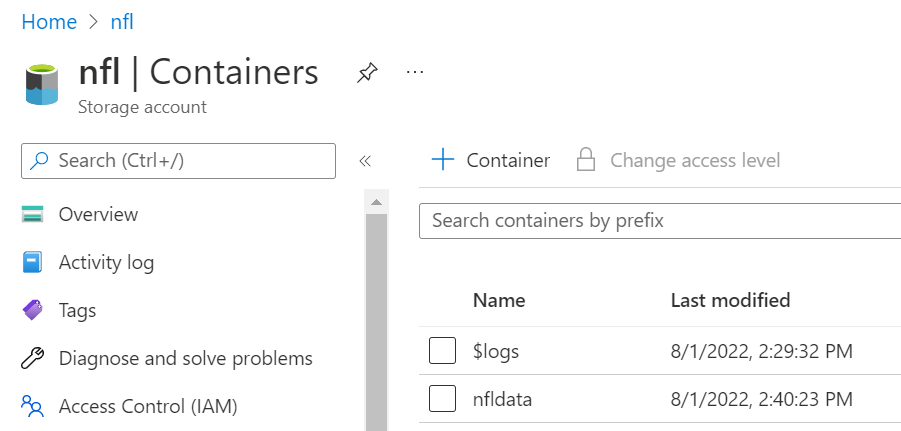 Home > nfl
nfl | Containers
Storage account
Search (Ctrl+/)
Overview
Activity log
Tags
Diagnose and solve problems
Access Control (IAM)
+ Container Change access level
Search containers by prefix
Name Last modified
$logs 8/1/2022, 2:29:32 PM
nfldata 8/1/2022, 2:40:23 PM